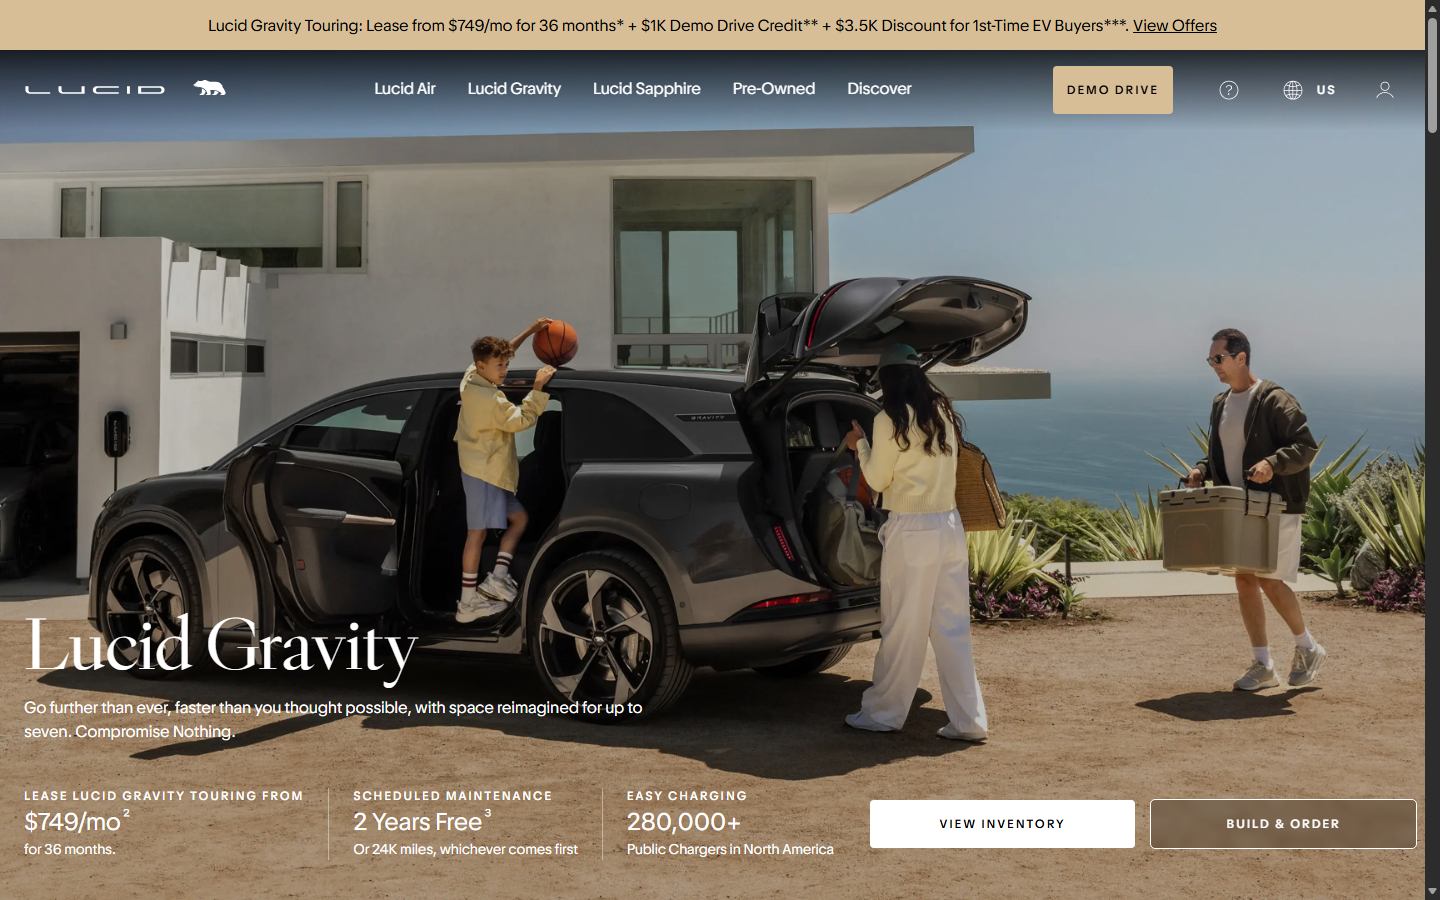 Lucid Gravity Touring: Lease from $749/mo for 36 months* + $1K Demo Drive Credit** + $3.5K Discount for 1st-Time EV Buyers***. View Offers
LUCID
Lucid Air
Lucid Gravity
Lucid Sapphire
Pre-Owned
Discover
DEMO DRIVE
?
US
GRAVITY
Lucid Gravity
Go further than ever, faster than you thought possible, with space reimagined for up to
seven. Compromise Nothing.
LEASE LUCID GRAVITY TOURING FROM
$749/mo2
for 36 months.
SCHEDULED MAINTENANCE
2 Years Free3
Or 24K miles, whichever comes first
EASY CHARGING
280,000+
Public Chargers in North America
VIEW INVENTORY
BUILD & ORDER